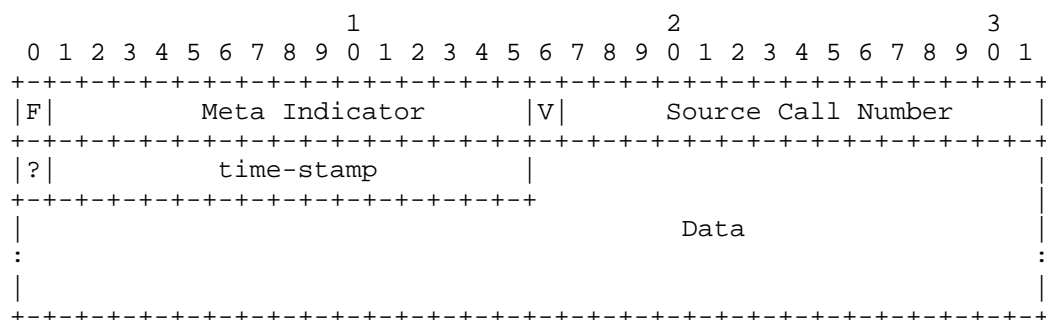 1                   2                   3
 0 1 2 3 4 5 6 7 8 9 0 1 2 3 4 5 6 7 8 9 0 1 2 3 4 5 6 7 8 9 0 1
+-+-+-+-+-+-+-+-+-+-+-+-+-+-+-+-+-+-+-+-+-+-+-+-+-+-+-+-+-+-+-+-+
|F|         Meta Indicator      |V|      Source Call Number     |
+-+-+-+-+-+-+-+-+-+-+-+-+-+-+-+-+-+-+-+-+-+-+-+-+-+-+-+-+-+-+-+-+
|?|          time-stamp         |                               |
+-+-+-+-+-+-+-+-+-+-+-+-+-+-+-+-+                               |
|                                         Data                  |
:                                                               :
|                                                               |
+-+-+-+-+-+-+-+-+-+-+-+-+-+-+-+-+-+-+-+-+-+-+-+-+-+-+-+-+-+-+-+-+